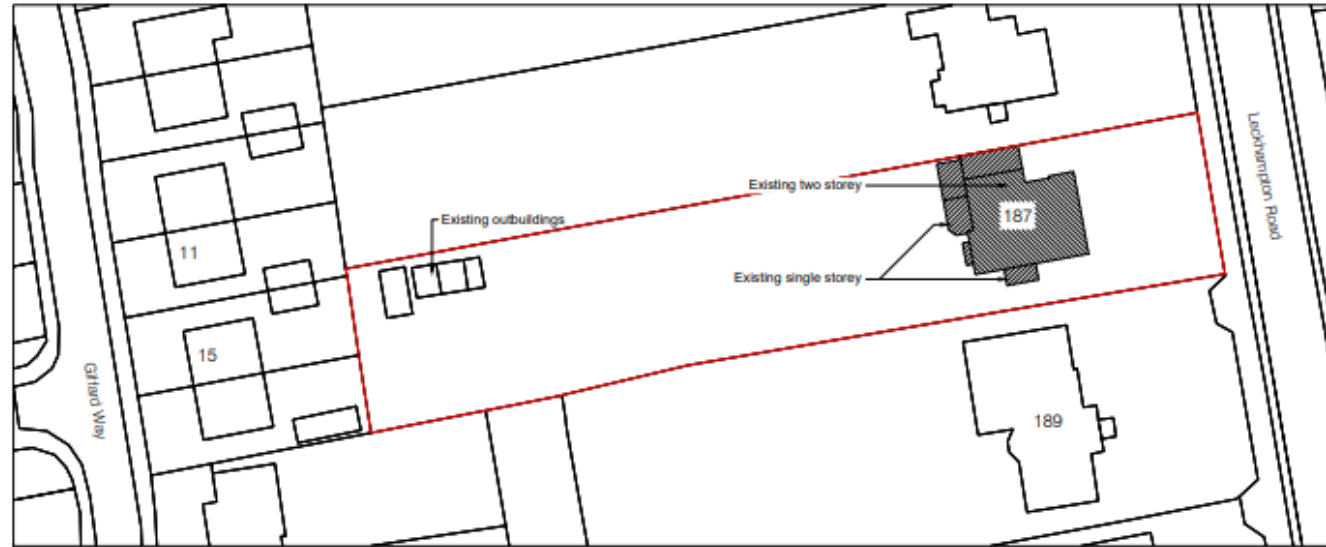 Leckhampton Road
Existing two storey
187
Existing outbuildings
11
Existing single storey
15
Giffard Way
189